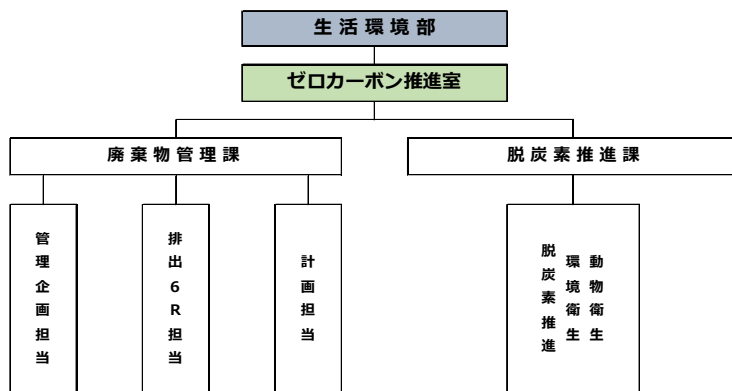 生活環境部
ゼロカーボン推進室
廃棄物管理課
脱炭素推進課
管理企画担当
排出6R担当
計画担当
動物衛生
環境衛生
脱炭素推進